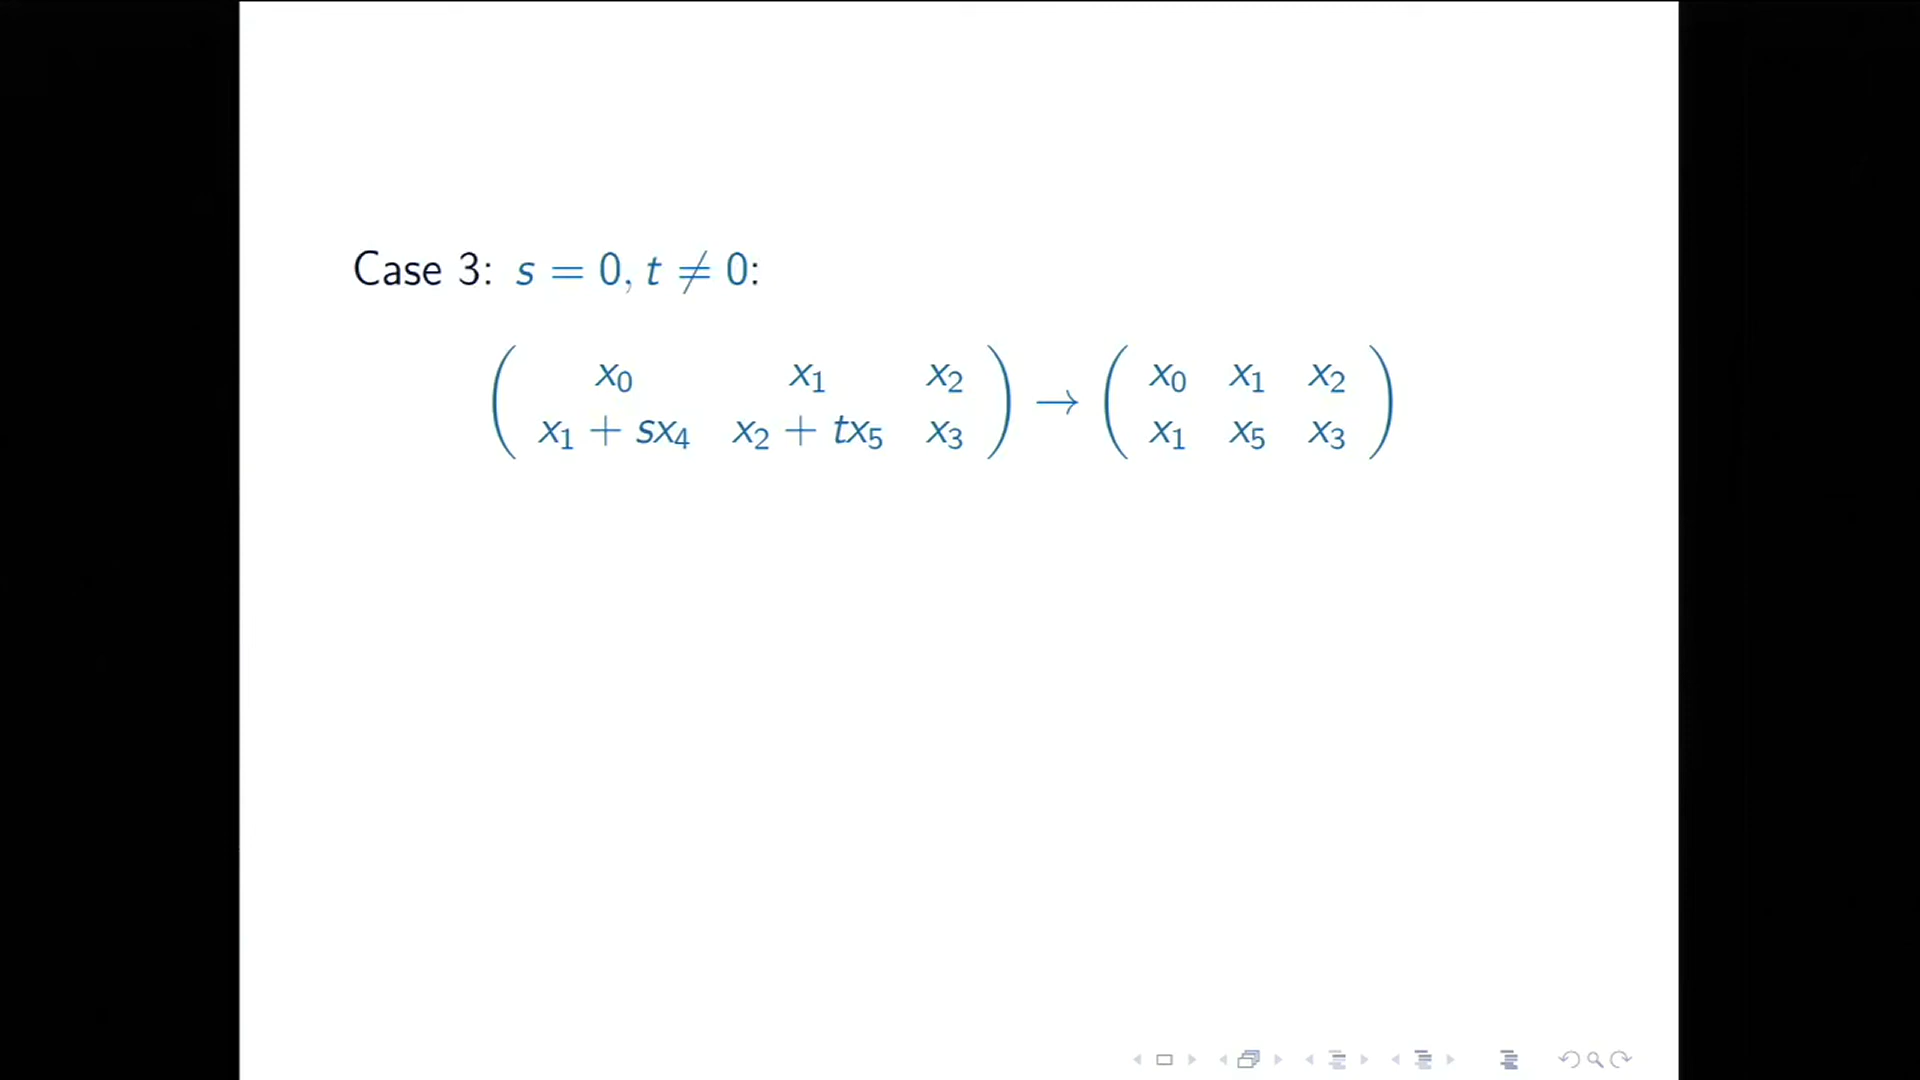 Case 3: s = 0, t ≠ 0:
( x₀ x₁ x₂ ) → ( x₀ x₁ x₂ )
( x₁ + sx₄ x₂ + tx₅ x₃ ) ( x₁ x₅ x₃ )